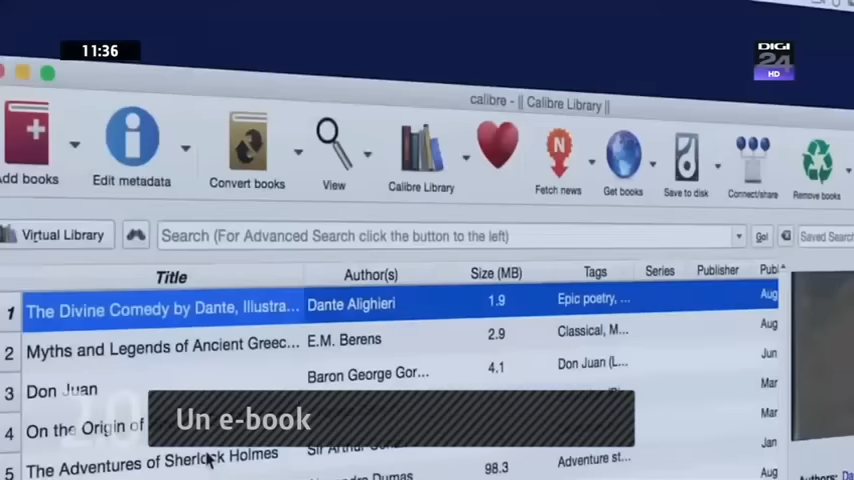 11:36
DIGI
24
HD
calibre - || Calibre Library ||
Add books
Edit metadata
Convert books
View
Calibre Library
N
Fetch news
Get books
Save to disk
Connect/share
Remove books
Virtual Library
Search (For Advanced Search click the button to the left)
Go!
Saved Search
Title Author(s) Size (MB) Tags Series Publisher Publ
1 The Divine Comedy by Dante, Illustra... Dante Alighieri 1.9 Epic poetry, ... Aug
2 Myths and Legends of Ancient Greec... E.M. Berens 2.9 Classical, M... Aug
3 Don Juan Baron George Gor... 4.1 Don Juan (L... Jun
Mar
4 On the Origin of Mar
Un e-book
5 The Adventures of Sherlock Holmes Sir Arthur Jan
Dumas 98.3 Adventure st... Aug
Authors: